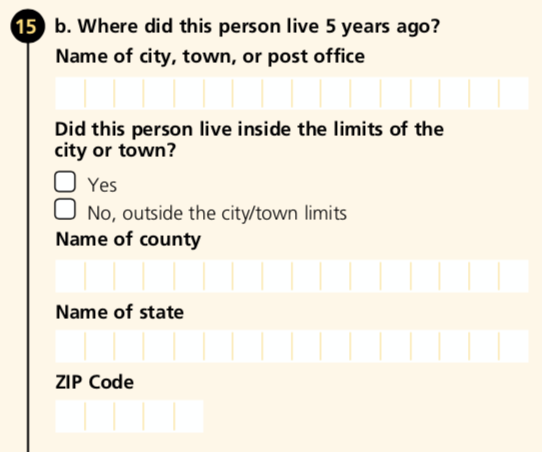 15 b. Where did this person live 5 years ago?
Name of city, town, or post office
Did this person live inside the limits of the
city or town?
Yes
No, outside the city/town limits
Name of county
Name of state
ZIP Code